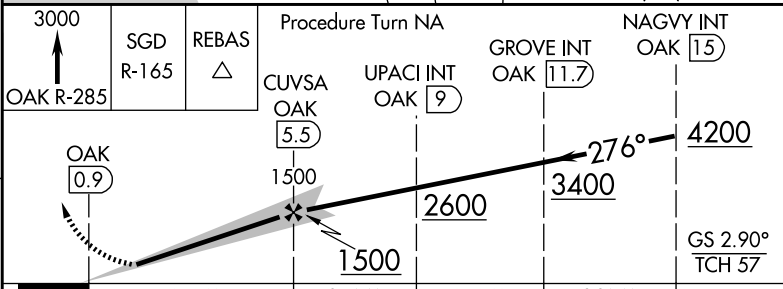 3000
OAK R-285
SGD
R-165
REBAS
Procedure Turn NA
NAGVY INT
OAK 15
GROVE INT
OAK 11.7
UPACI INT
OAK 9
CUVSA
OAK
5.5
1500
OAK
0.9
276°
4200
3400
2600
1500
GS 2.90°
TCH 57